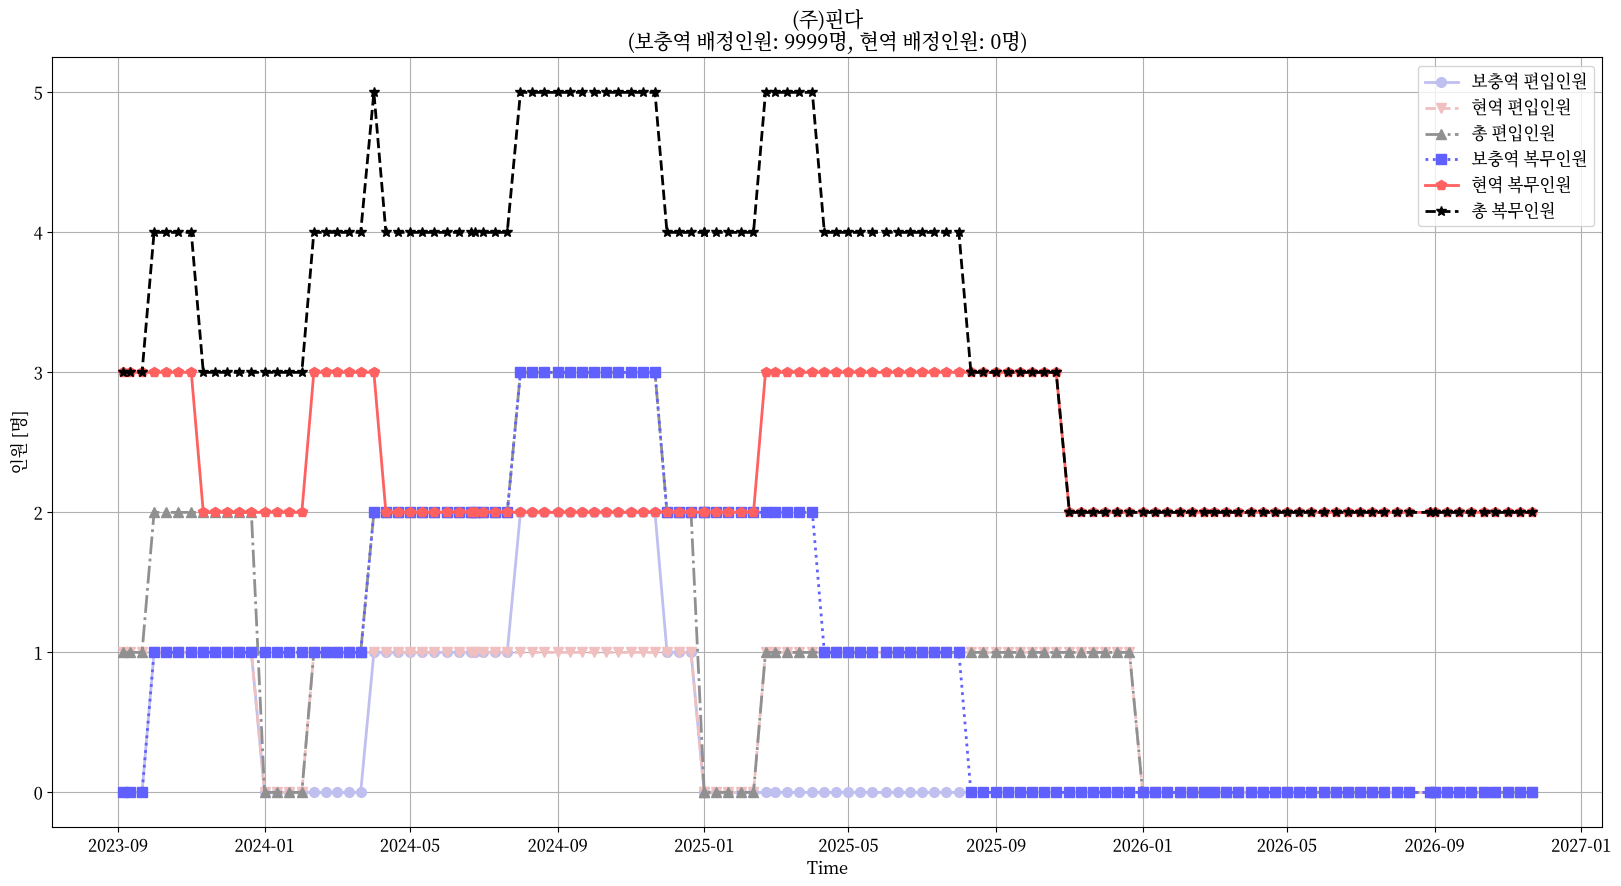 (주)핀다
(보충역 배정인원: 9999명, 현역 배정인원: 0명)
보충역 편입인원
현역 편입인원
총 편입인원
보충역 복무인원
현역 복무인원
총 복무인원
인원 [명]
5
4
3
2
1
0
2023-09
2024-01
2024-05
2024-09
2025-01
2025-05
2025-09
2026-01
2026-05
2026-09
2027-01
Time